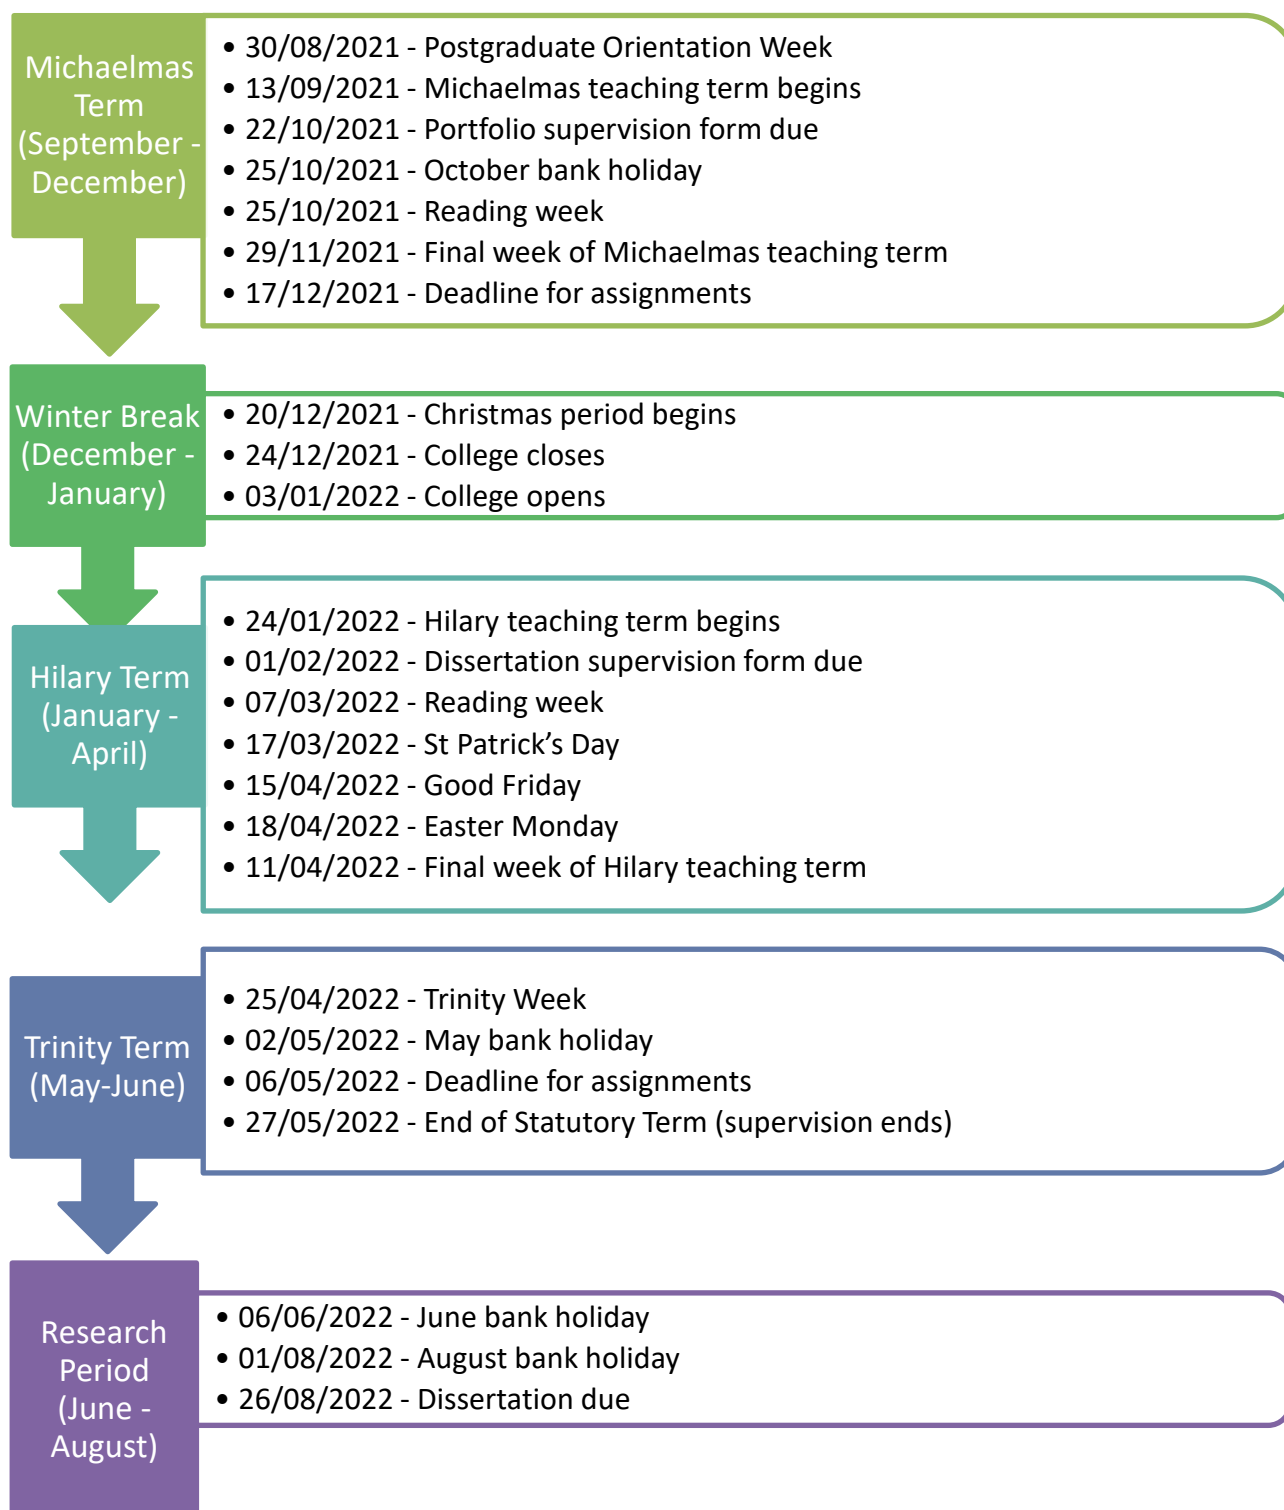 Michaelmas
Term
(September -
December)
• 30/08/2021 - Postgraduate Orientation Week
• 13/09/2021 - Michaelmas teaching term begins
• 22/10/2021 - Portfolio supervision form due
• 25/10/2021 - October bank holiday
• 25/10/2021 - Reading week
• 29/11/2021 - Final week of Michaelmas teaching term
• 17/12/2021 - Deadline for assignments
Winter Break
(December -
January)
• 20/12/2021 - Christmas period begins
• 24/12/2021 - College closes
• 03/01/2022 - College opens
Hilary Term
(January -
April)
• 24/01/2022 - Hilary teaching term begins
• 01/02/2022 - Dissertation supervision form due
• 07/03/2022 - Reading week
• 17/03/2022 - St Patrick’s Day
• 15/04/2022 - Good Friday
• 18/04/2022 - Easter Monday
• 11/04/2022 - Final week of Hilary teaching term
Trinity Term
(May-June)
• 25/04/2022 - Trinity Week
• 02/05/2022 - May bank holiday
• 06/05/2022 - Deadline for assignments
• 27/05/2022 - End of Statutory Term (supervision ends)
Research
Period
(June -
August)
• 06/06/2022 - June bank holiday
• 01/08/2022 - August bank holiday
• 26/08/2022 - Dissertation due